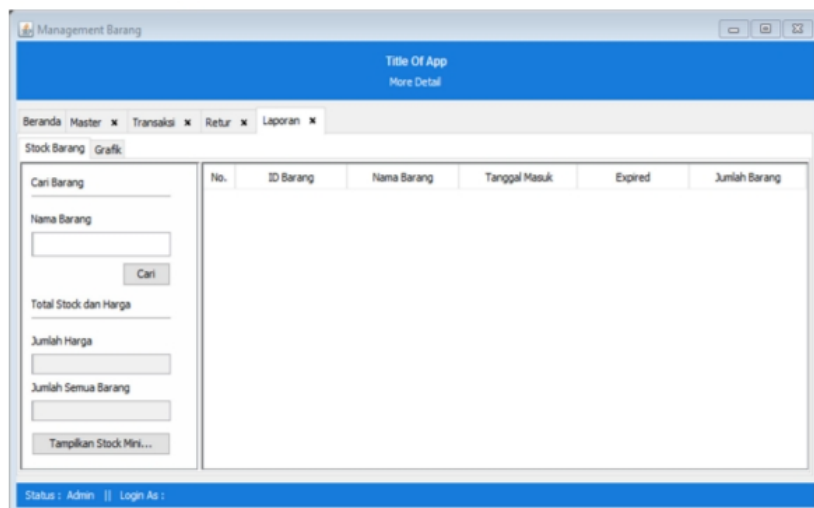 Management Barang
Title Of App
More Detail
Beranda Master Transaksi Retur Laporan
Stock Barang Grafik
Cari Barang
Nama Barang
Cari
Total Stock dan Harga
Jumlah Harga
Jumlah Semua Barang
Tampilkan Stock Mini...
No. ID Barang Nama Barang Tanggal Masuk Expired Jumlah Barang
Status : Admin || Login As :